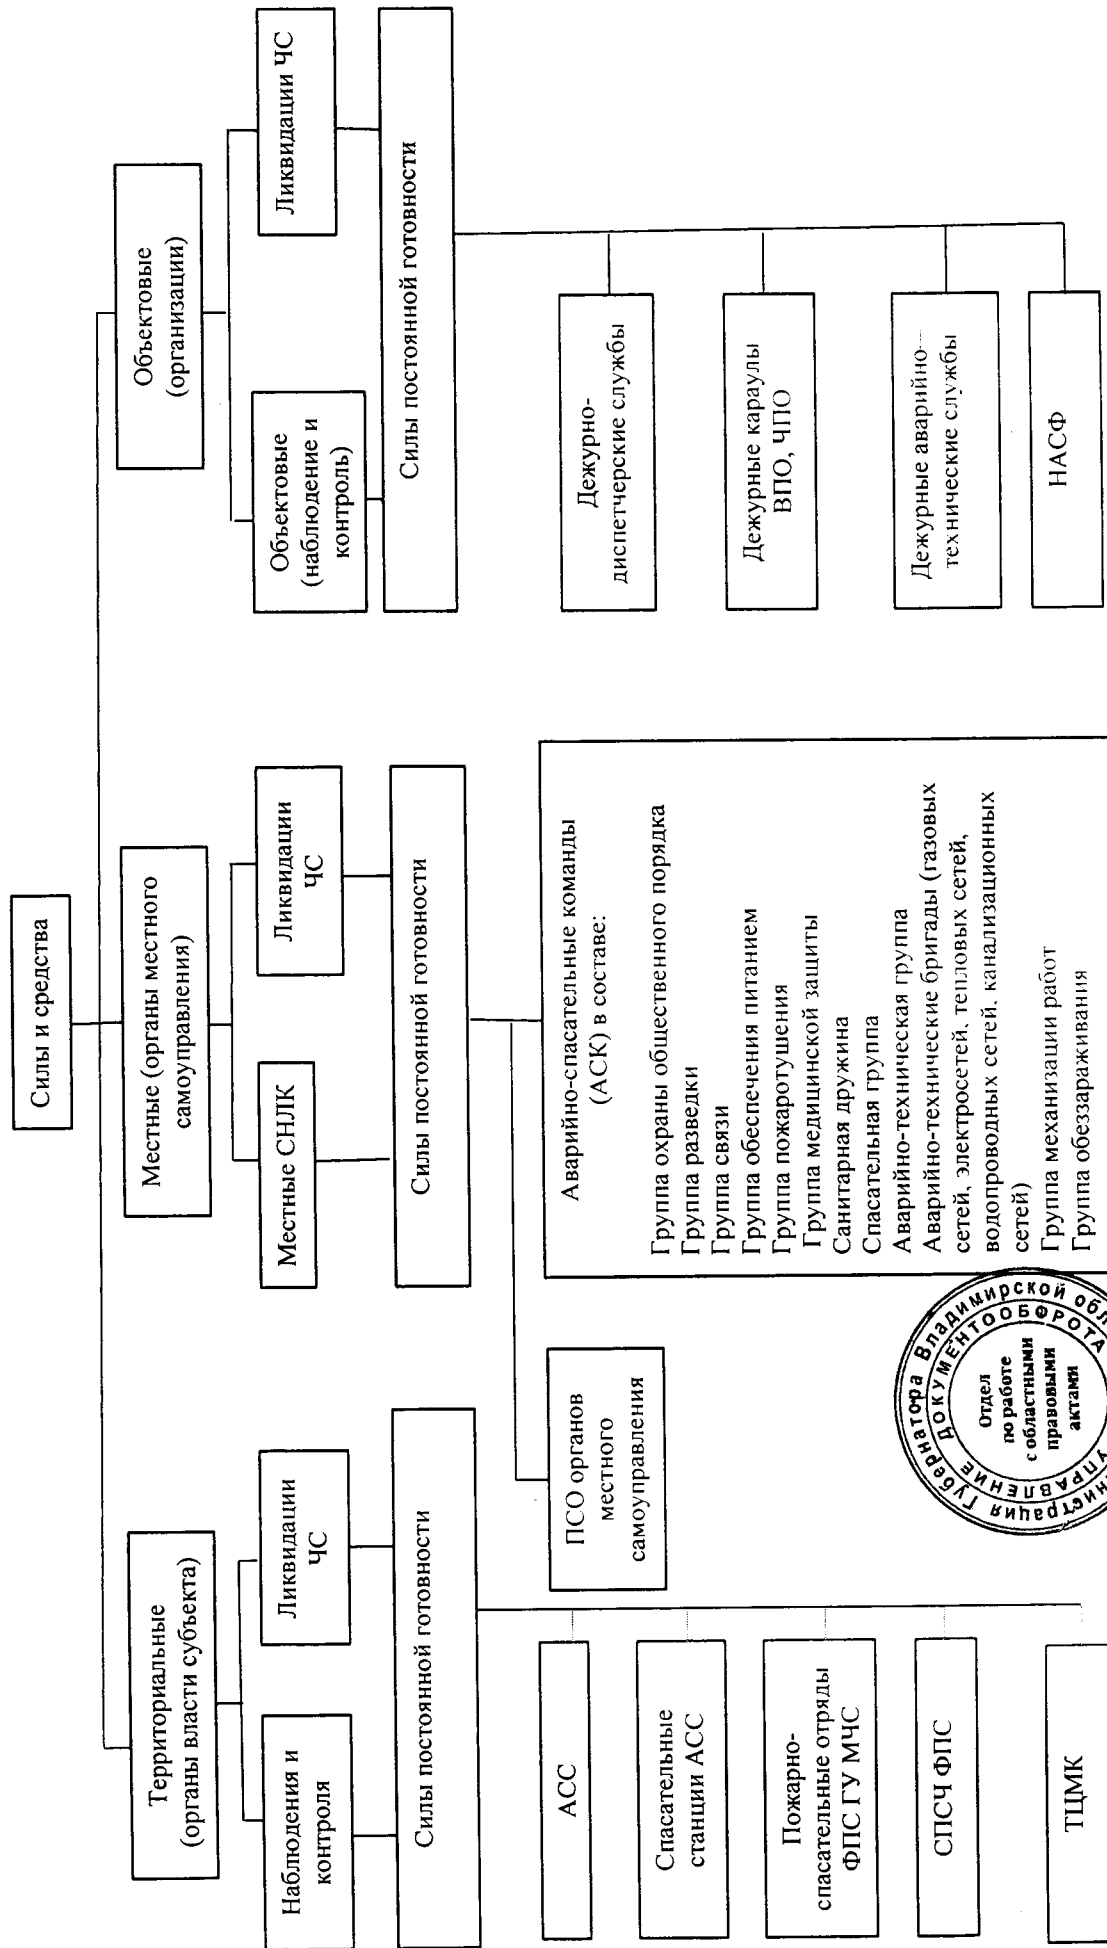 Силы и средства
Территориальные
(органы власти субъекта)
Местные (органы местного
самоуправления)
Объектовые
(организации)
Наблюдения и
контроля
Ликвидации
ЧС
Местные СНЛК
Ликвидации
ЧС
Объектовые
(наблюдение и
контроль)
Ликвидации ЧС
Силы постоянной готовности
Силы постоянной готовности
Силы постоянной готовности
АСС
Спасательные
станции АСС
Пожарно-
спасательные отряды
ФПС ГУ МЧС
СПСЧ ФПС
ТЦМК
ПСО органов
местного
самоуправления
Аварийно-спасательные команды
(АСК) в составе:
Группа охраны общественного порядка
Группа разведки
Группа связи
Группа обеспечения питанием
Группа пожаротушения
Группа медицинской защиты
Санитарная дружина
Спасательная группа
Аварийно-техническая группа
Аварийно-технические бригады (газовых
сетей, электросетей, тепловых сетей,
водопроводных сетей, канализационных
сетей)
Группа механизации работ
Группа обеззараживания
Дежурно-
диспетчерские службы
Дежурные караулы
ВПО, ЧПО
Дежурные аварийно-
технические службы
НАСФ
Губернатора Владимирской
УПРАВЛЕНИЕ ДОКУМЕНТООБОРОТА
Отдел
по работе
с областными
правовыми
актами